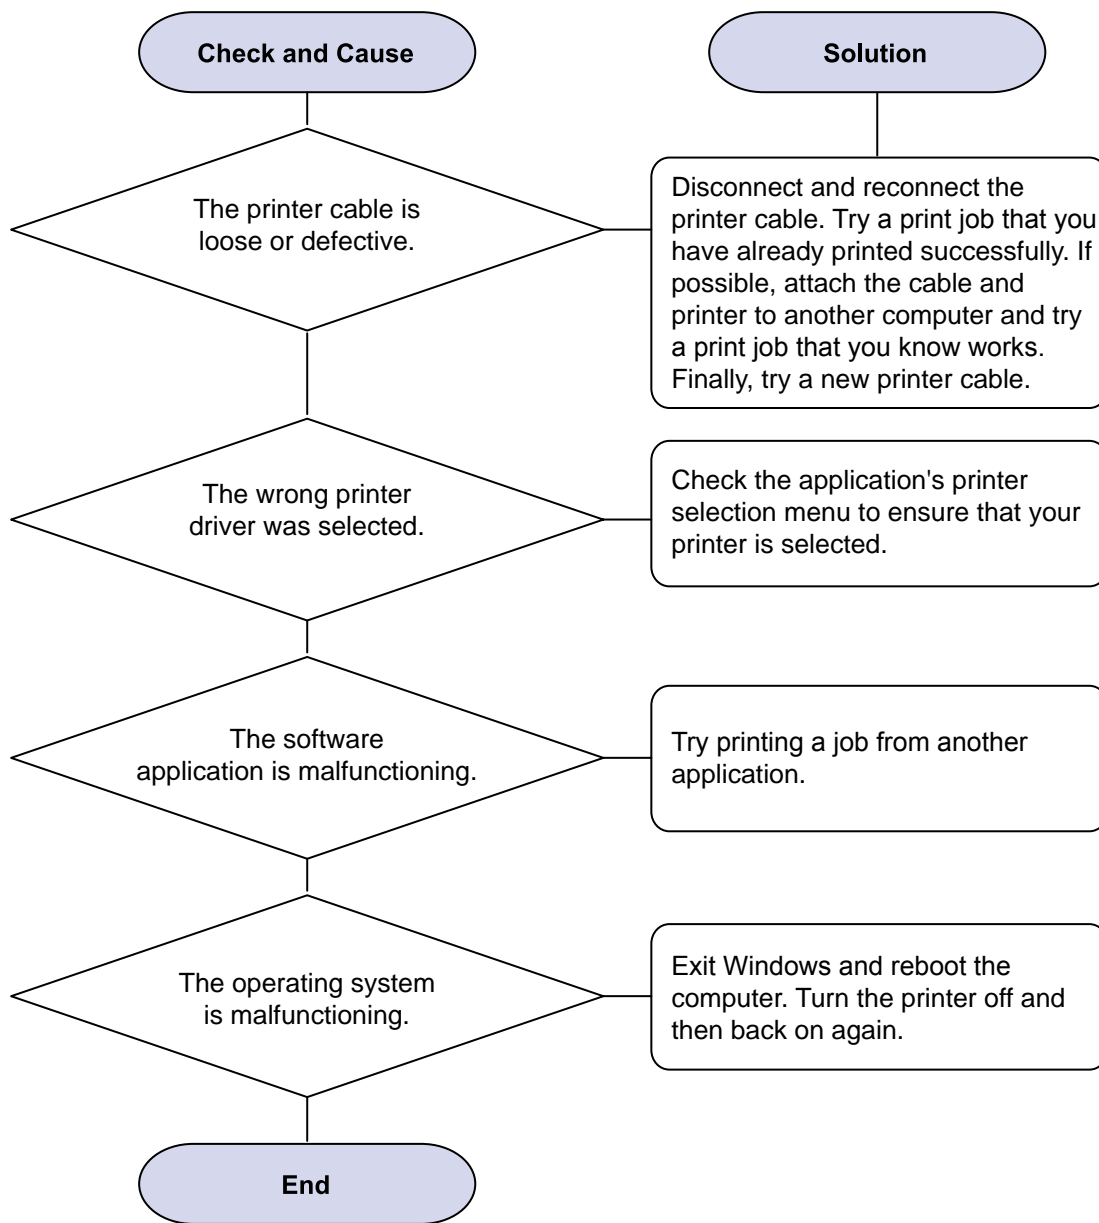 Check and Cause
Solution
The printer cable is
loose or defective.
Disconnect and reconnect the
printer cable. Try a print job that you
have already printed successfully. If
possible, attach the cable and
printer to another computer and try
a print job that you know works.
Finally, try a new printer cable.
The wrong printer
driver was selected.
Check the application's printer
selection menu to ensure that your
printer is selected.
The software
application is malfunctioning.
Try printing a job from another
application.
The operating system
is malfunctioning.
Exit Windows and reboot the
computer. Turn the printer off and
then back on again.
End